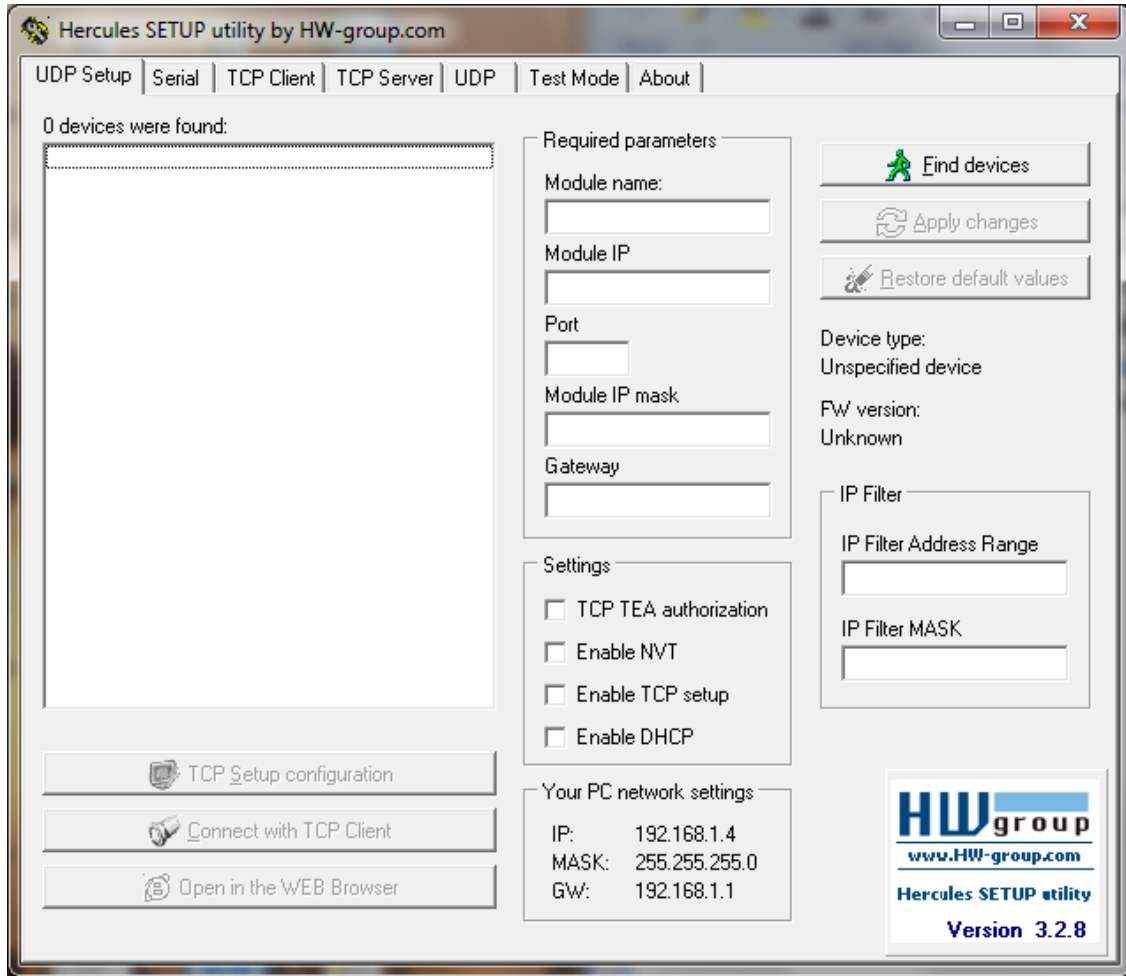 Hercules SETUP utility by HW-group.com
UDP Setup Serial TCP Client TCP Server UDP Test Mode About
0 devices were found:
TCP Setup configuration
Connect with TCP Client
Open in the WEB Browser
Required parameters
Module name:
Module IP
Port
Module IP mask
Gateway
Settings
TCP TEA authorization
Enable NVT
Enable TCP setup
Enable DHCP
Your PC network settings
IP: 192.168.1.4
MASK: 255.255.255.0
GW: 192.168.1.1
Find devices
Apply changes
Restore default values
Device type:
Unspecified device
FW version:
Unknown
IP Filter
IP Filter Address Range
IP Filter MASK
HW group
www.HW-group.com
Hercules SETUP utility
Version 3.2.8